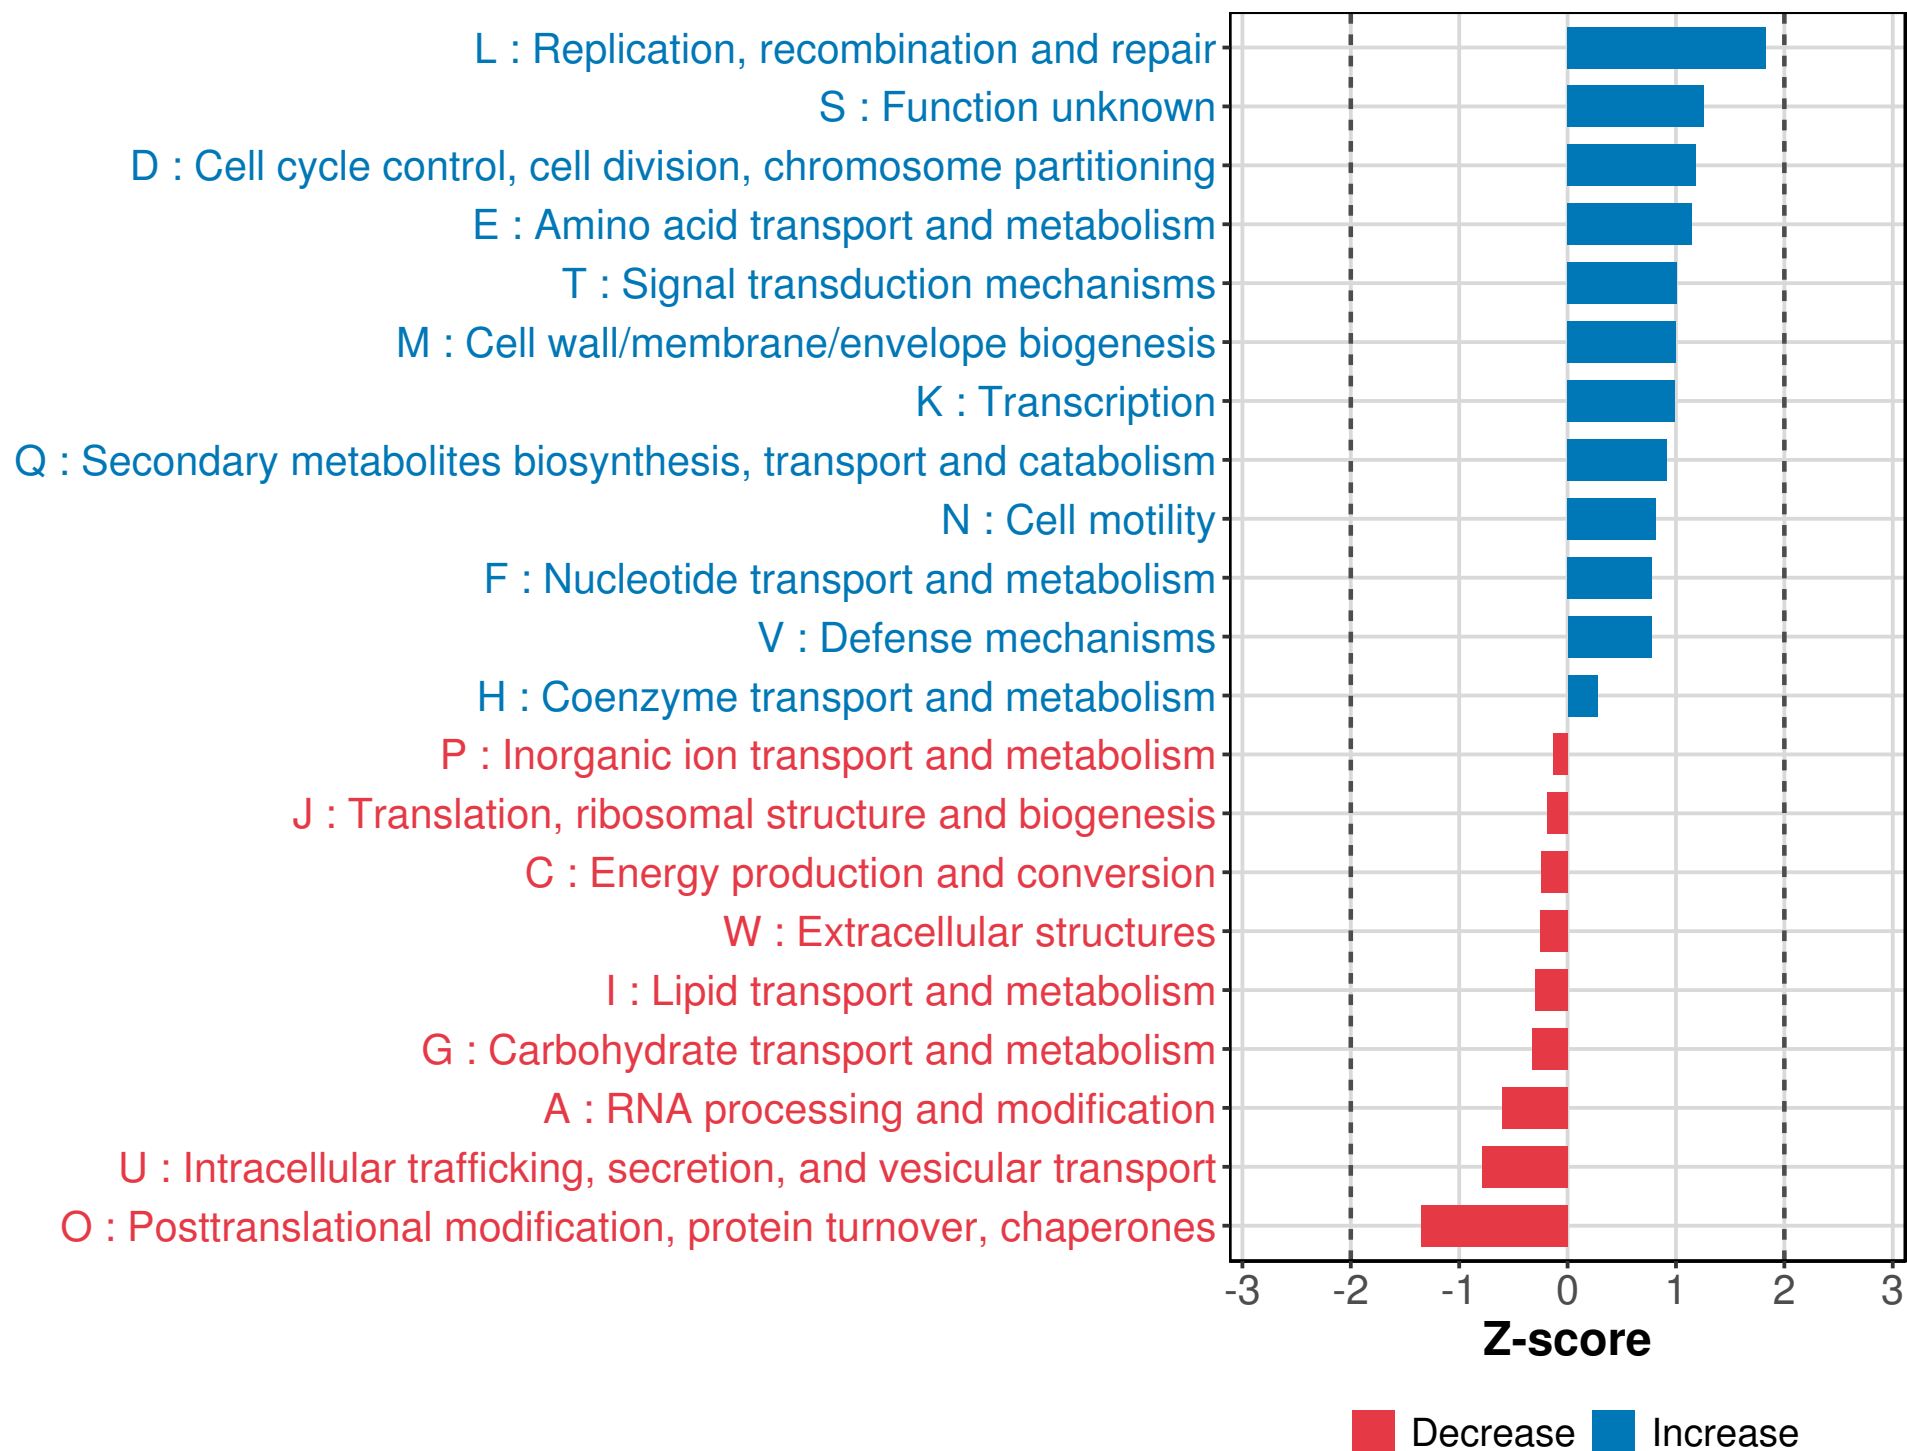 L : Replication, recombination and repair
S : Function unknown
D : Cell cycle control, cell division, chromosome partitioning
E : Amino acid transport and metabolism
T : Signal transduction mechanisms
M : Cell wall/membrane/envelope biogenesis
K : Transcription
Q : Secondary metabolites biosynthesis, transport and catabolism
N : Cell motility
F : Nucleotide transport and metabolism
V : Defense mechanisms
H : Coenzyme transport and metabolism
P : Inorganic ion transport and metabolism
J : Translation, ribosomal structure and biogenesis
C : Energy production and conversion
W : Extracellular structures
I : Lipid transport and metabolism
G : Carbohydrate transport and metabolism
A : RNA processing and modification
U : Intracellular trafficking, secretion, and vesicular transport
O : Posttranslational modification, protein turnover, chaperones
-3 -2 -1 0 1 2 3
Z-score
Decrease Increase